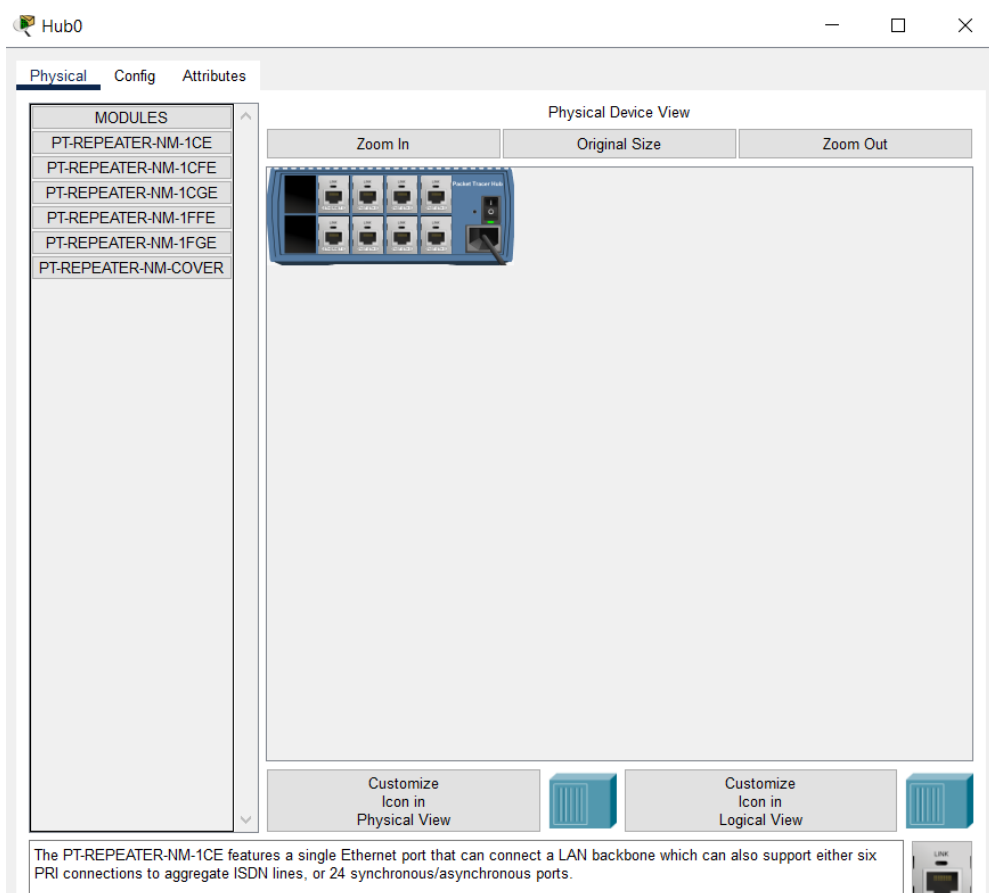 Hub0
Physical
Config
Attributes
MODULES
PT-REPEATER-NM-1CE
PT-REPEATER-NM-1CFE
PT-REPEATER-NM-1CGE
PT-REPEATER-NM-1FFE
PT-REPEATER-NM-1FGE
PT-REPEATER-NM-COVER
Physical Device View
Zoom In
Original Size
Zoom Out
Packet Tracer Hub
Customize
Icon in
Physical View
Customize
Icon in
Logical View
The PT-REPEATER-NM-1CE features a single Ethernet port that can connect a LAN backbone which can also support either six
PRI connections to aggregate ISDN lines, or 24 synchronous/asynchronous ports.
LINK